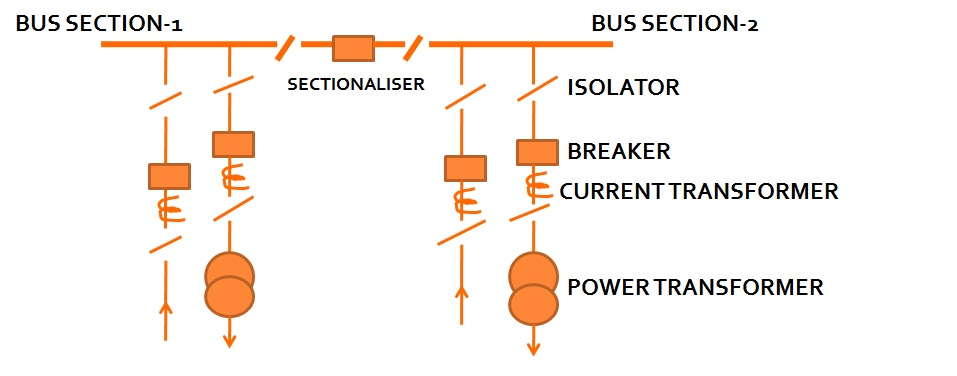 BUS SECTION-1
BUS SECTION-2
SECTIONALISER
ISOLATOR
BREAKER
CURRENT TRANSFORMER
POWER TRANSFORMER